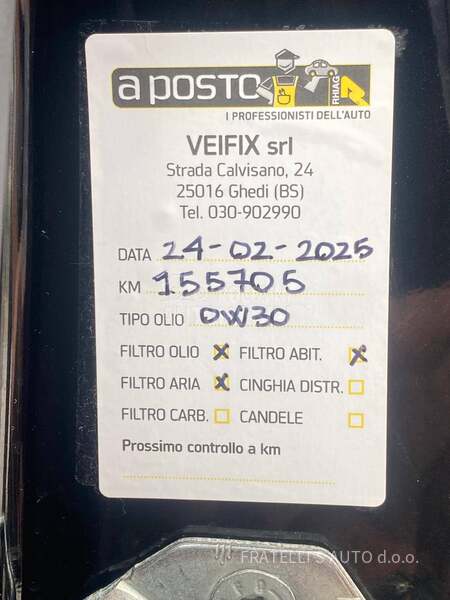 a posto
RHIAG
I PROFESSIONISTI DELL'AUTO
VEIFIX srl
Strada Calvisano, 24
25016 Ghedi (BS)
Tel. 030-902990
DATA 24-02-2025
KM 155705
TIPO OLIO 0W30
FILTRO OLIO X FILTRO ABIT. X
FILTRO ARIA X CINGHIA DISTR.
FILTRO CARB. CANDELE
Prossimo controllo a km
FRATELLI'S AUTO d.o.o.